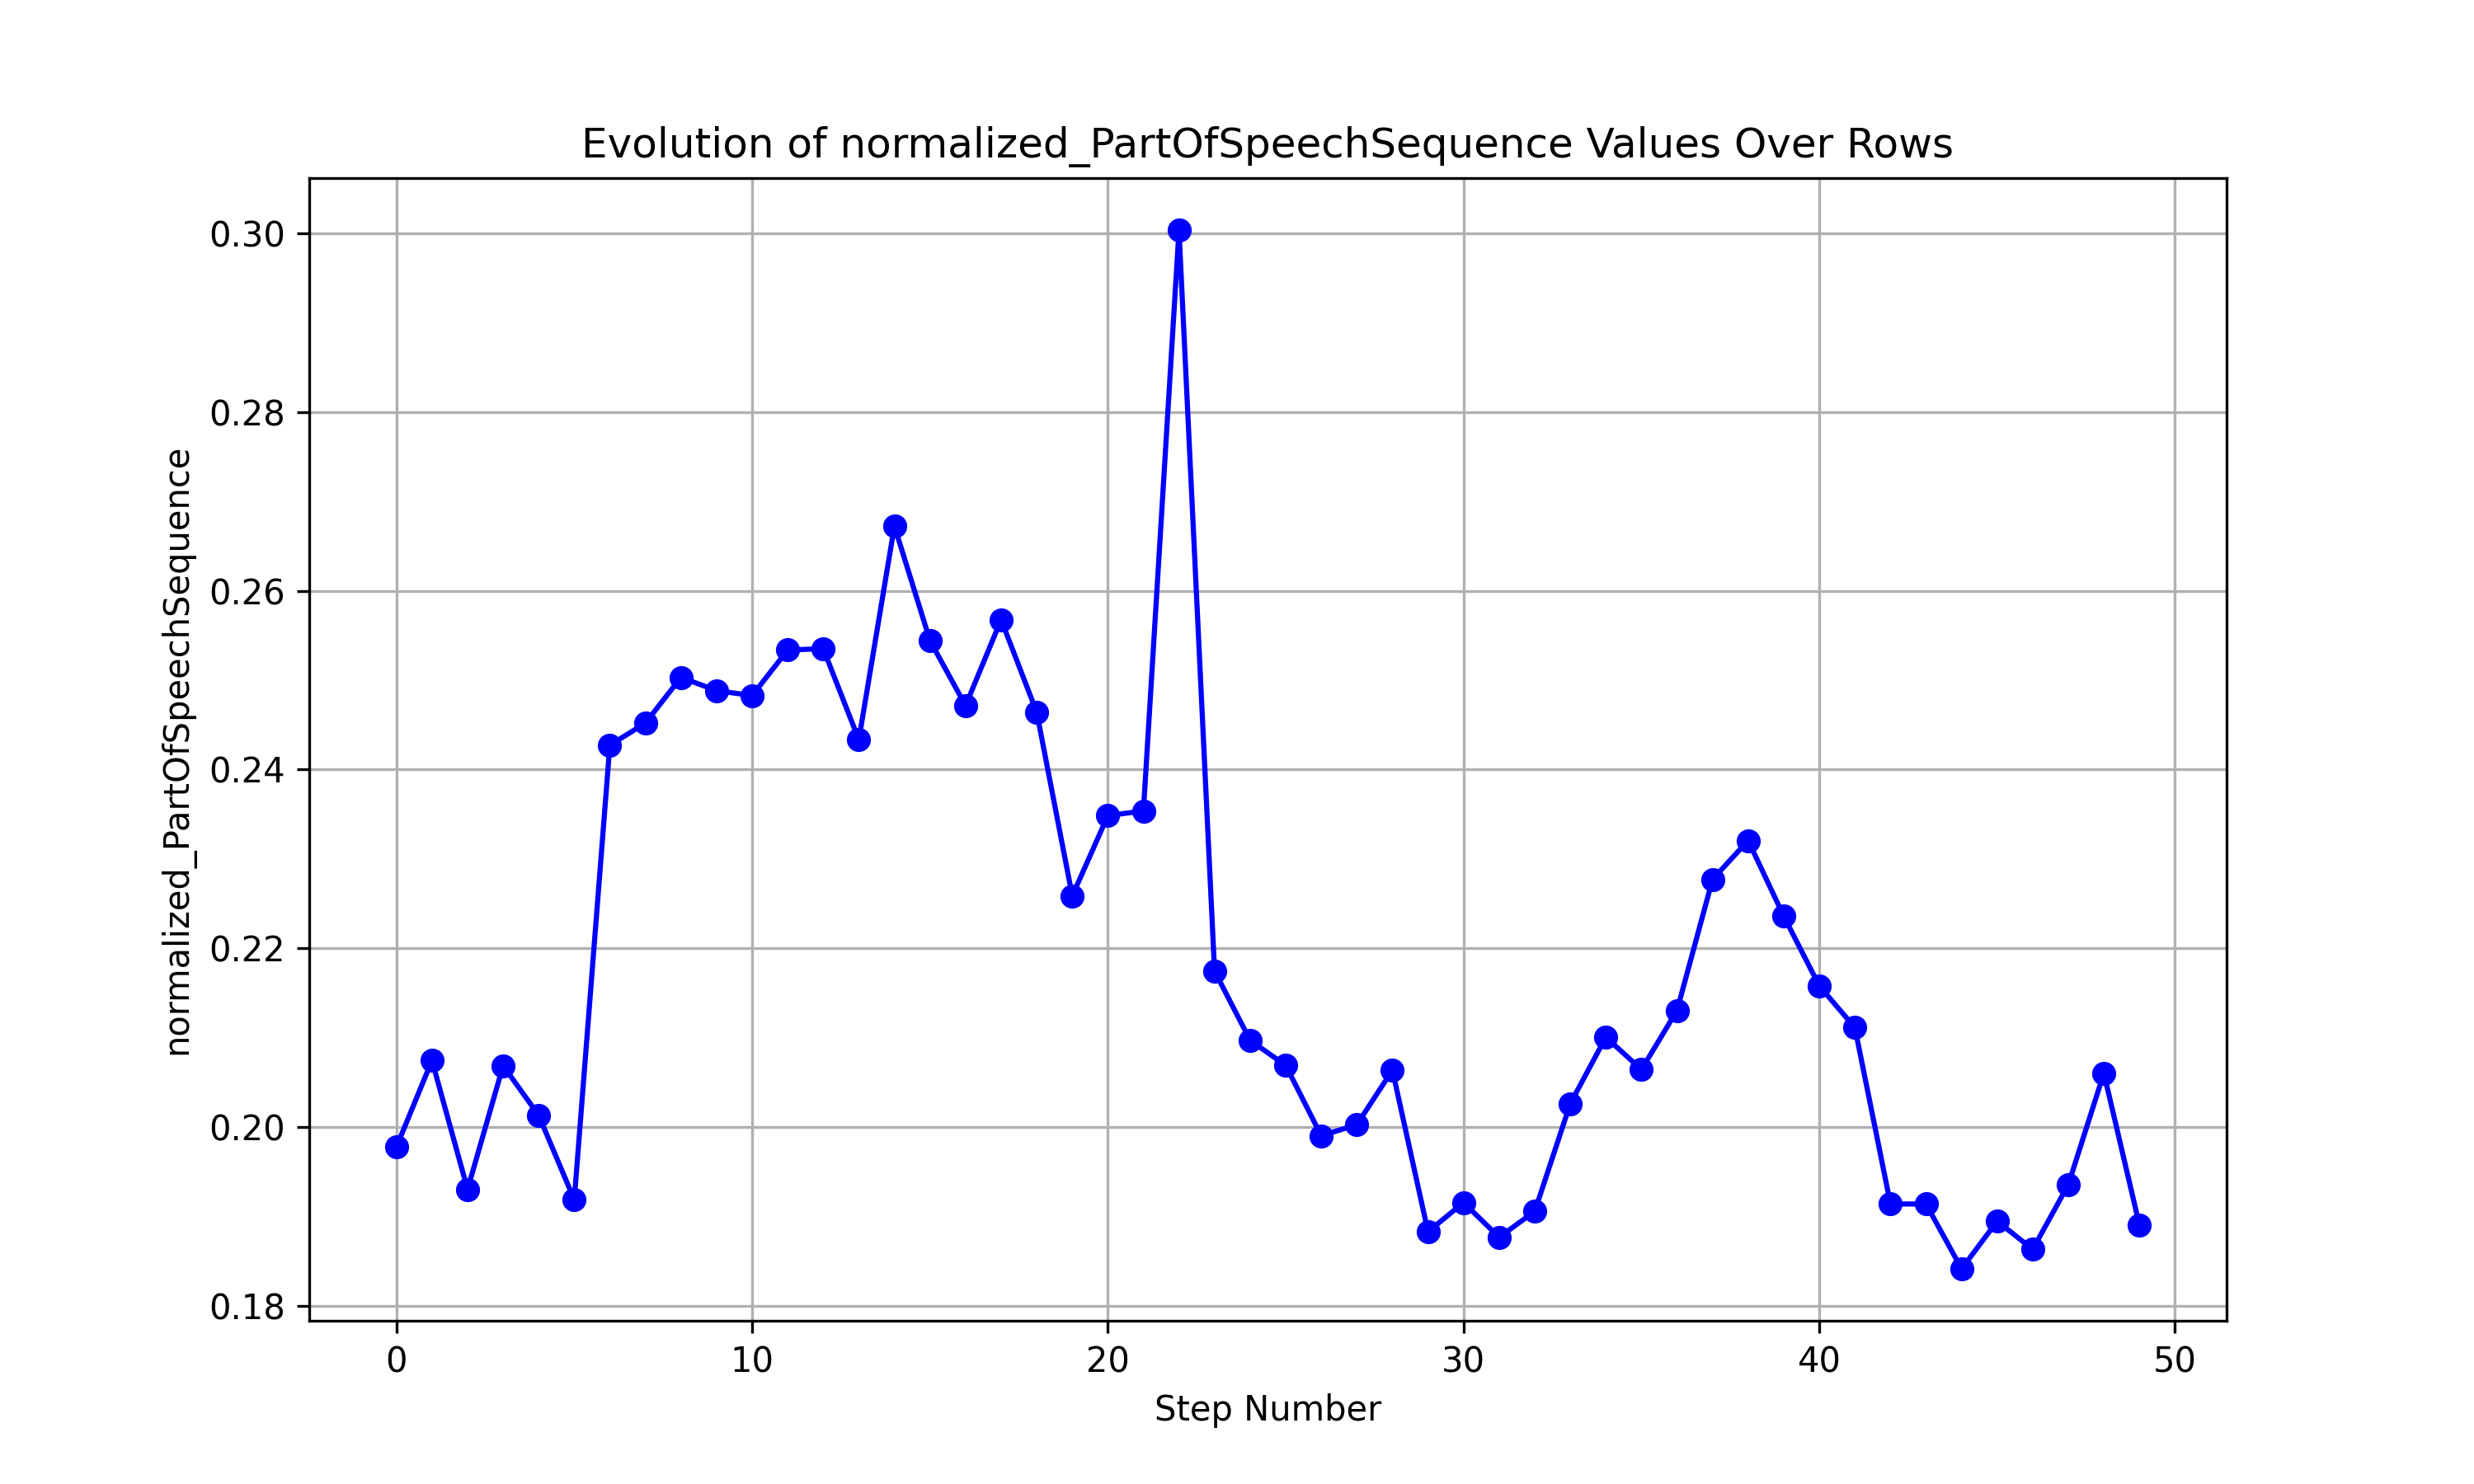 Evolution of normalized_PartOfSpeechSequence Values Over Rows
normalized_PartOfSpeechSequence
0.30
0.28
0.26
0.24
0.22
0.20
0.18
0 10 20 30 40 50
Step Number